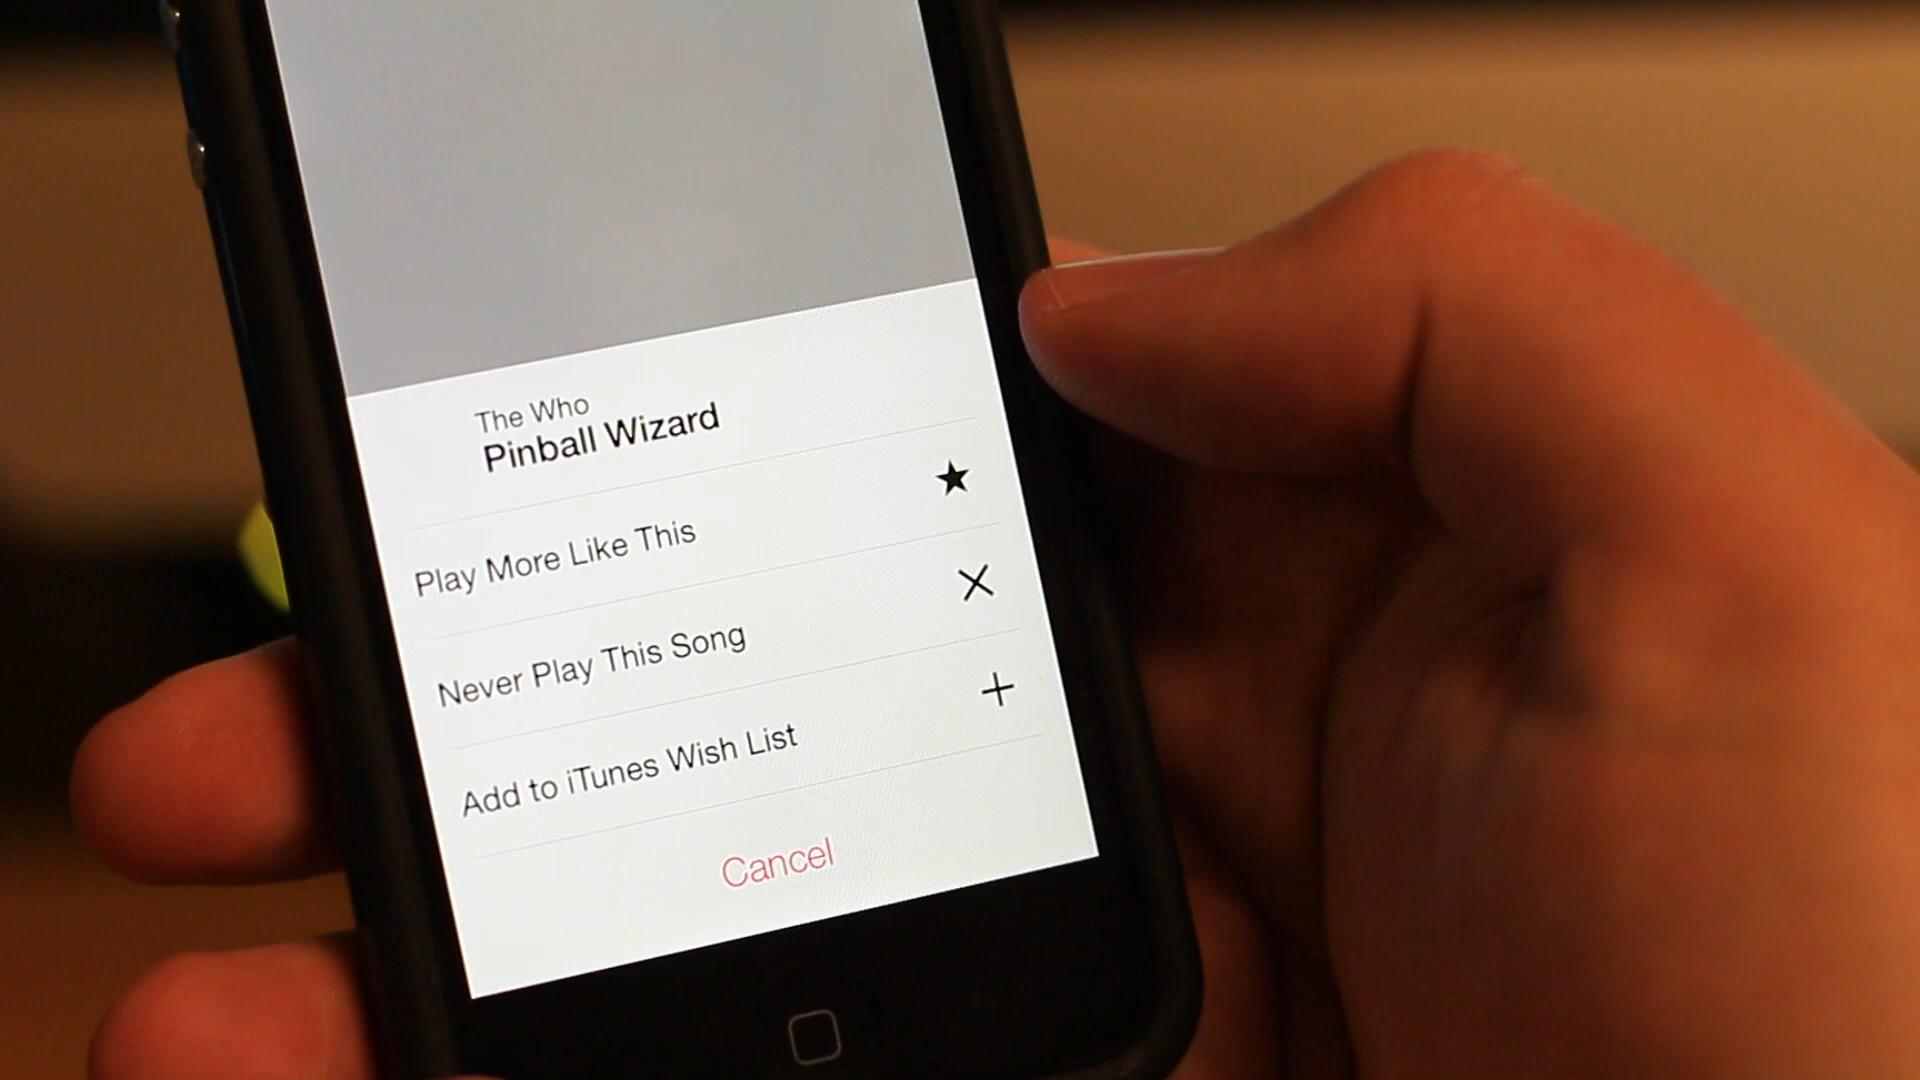 The Who
Pinball Wizard
Play More Like This
Never Play This Song
Add to iTunes Wish List
Cancel